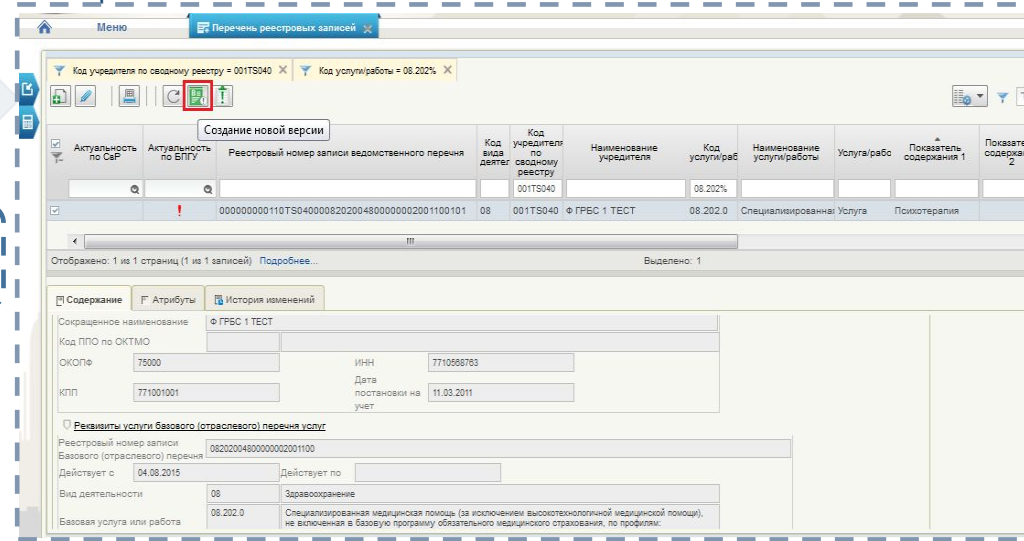 Меню
Перечень реестровых записей
Код учредителя по сводному реестру = 001TS040
Код услуги/работы = 08.202%
Создание новой версии
Актуальность по СвР
Актуальность по БПГУ
Реестровый номер записи ведомственного перечня
Код вида деятел
Код учредителя по сводному реестру
Наименование учредителя
Код услуги/раб
Наименование услуги/работы
Услуга/рабо
Показатель содержания 1
Показате содержан 2
001TS040
08.202%
! 000000000110TS04000082020048000000020011001​01 08 001TS040 Ф ГРБС 1 ТЕСТ 08.202.0 Специализированная Услуга Психотерапия
Отображено: 1 из 1 страниц (1 из 1 записей) Подробнее... Выделено: 1
Содержание Атрибуты История изменений
Сокращенное наименование Ф ГРБС 1 ТЕСТ
Код ППО по ОКТМО
ОКОПФ 75000 ИНН 7710568763
КПП 771001001 Дата постановки на учет 11.03.2011
Реквизиты услуги базового (отраслевого) перечня услуг
Реестровый номер записи
Базового (отраслевого) перечня 08202004800000002001100
Действует с 04.08.2015 Действует по
Вид деятельности 08 Здравоохранение
Базовая услуга или работа 08.202.0 Специализированная медицинская помощь (за исключением высокотехнологичной медицинской помощи),
не включенная в базовую программу обязательного медицинского страхования, по профилям: